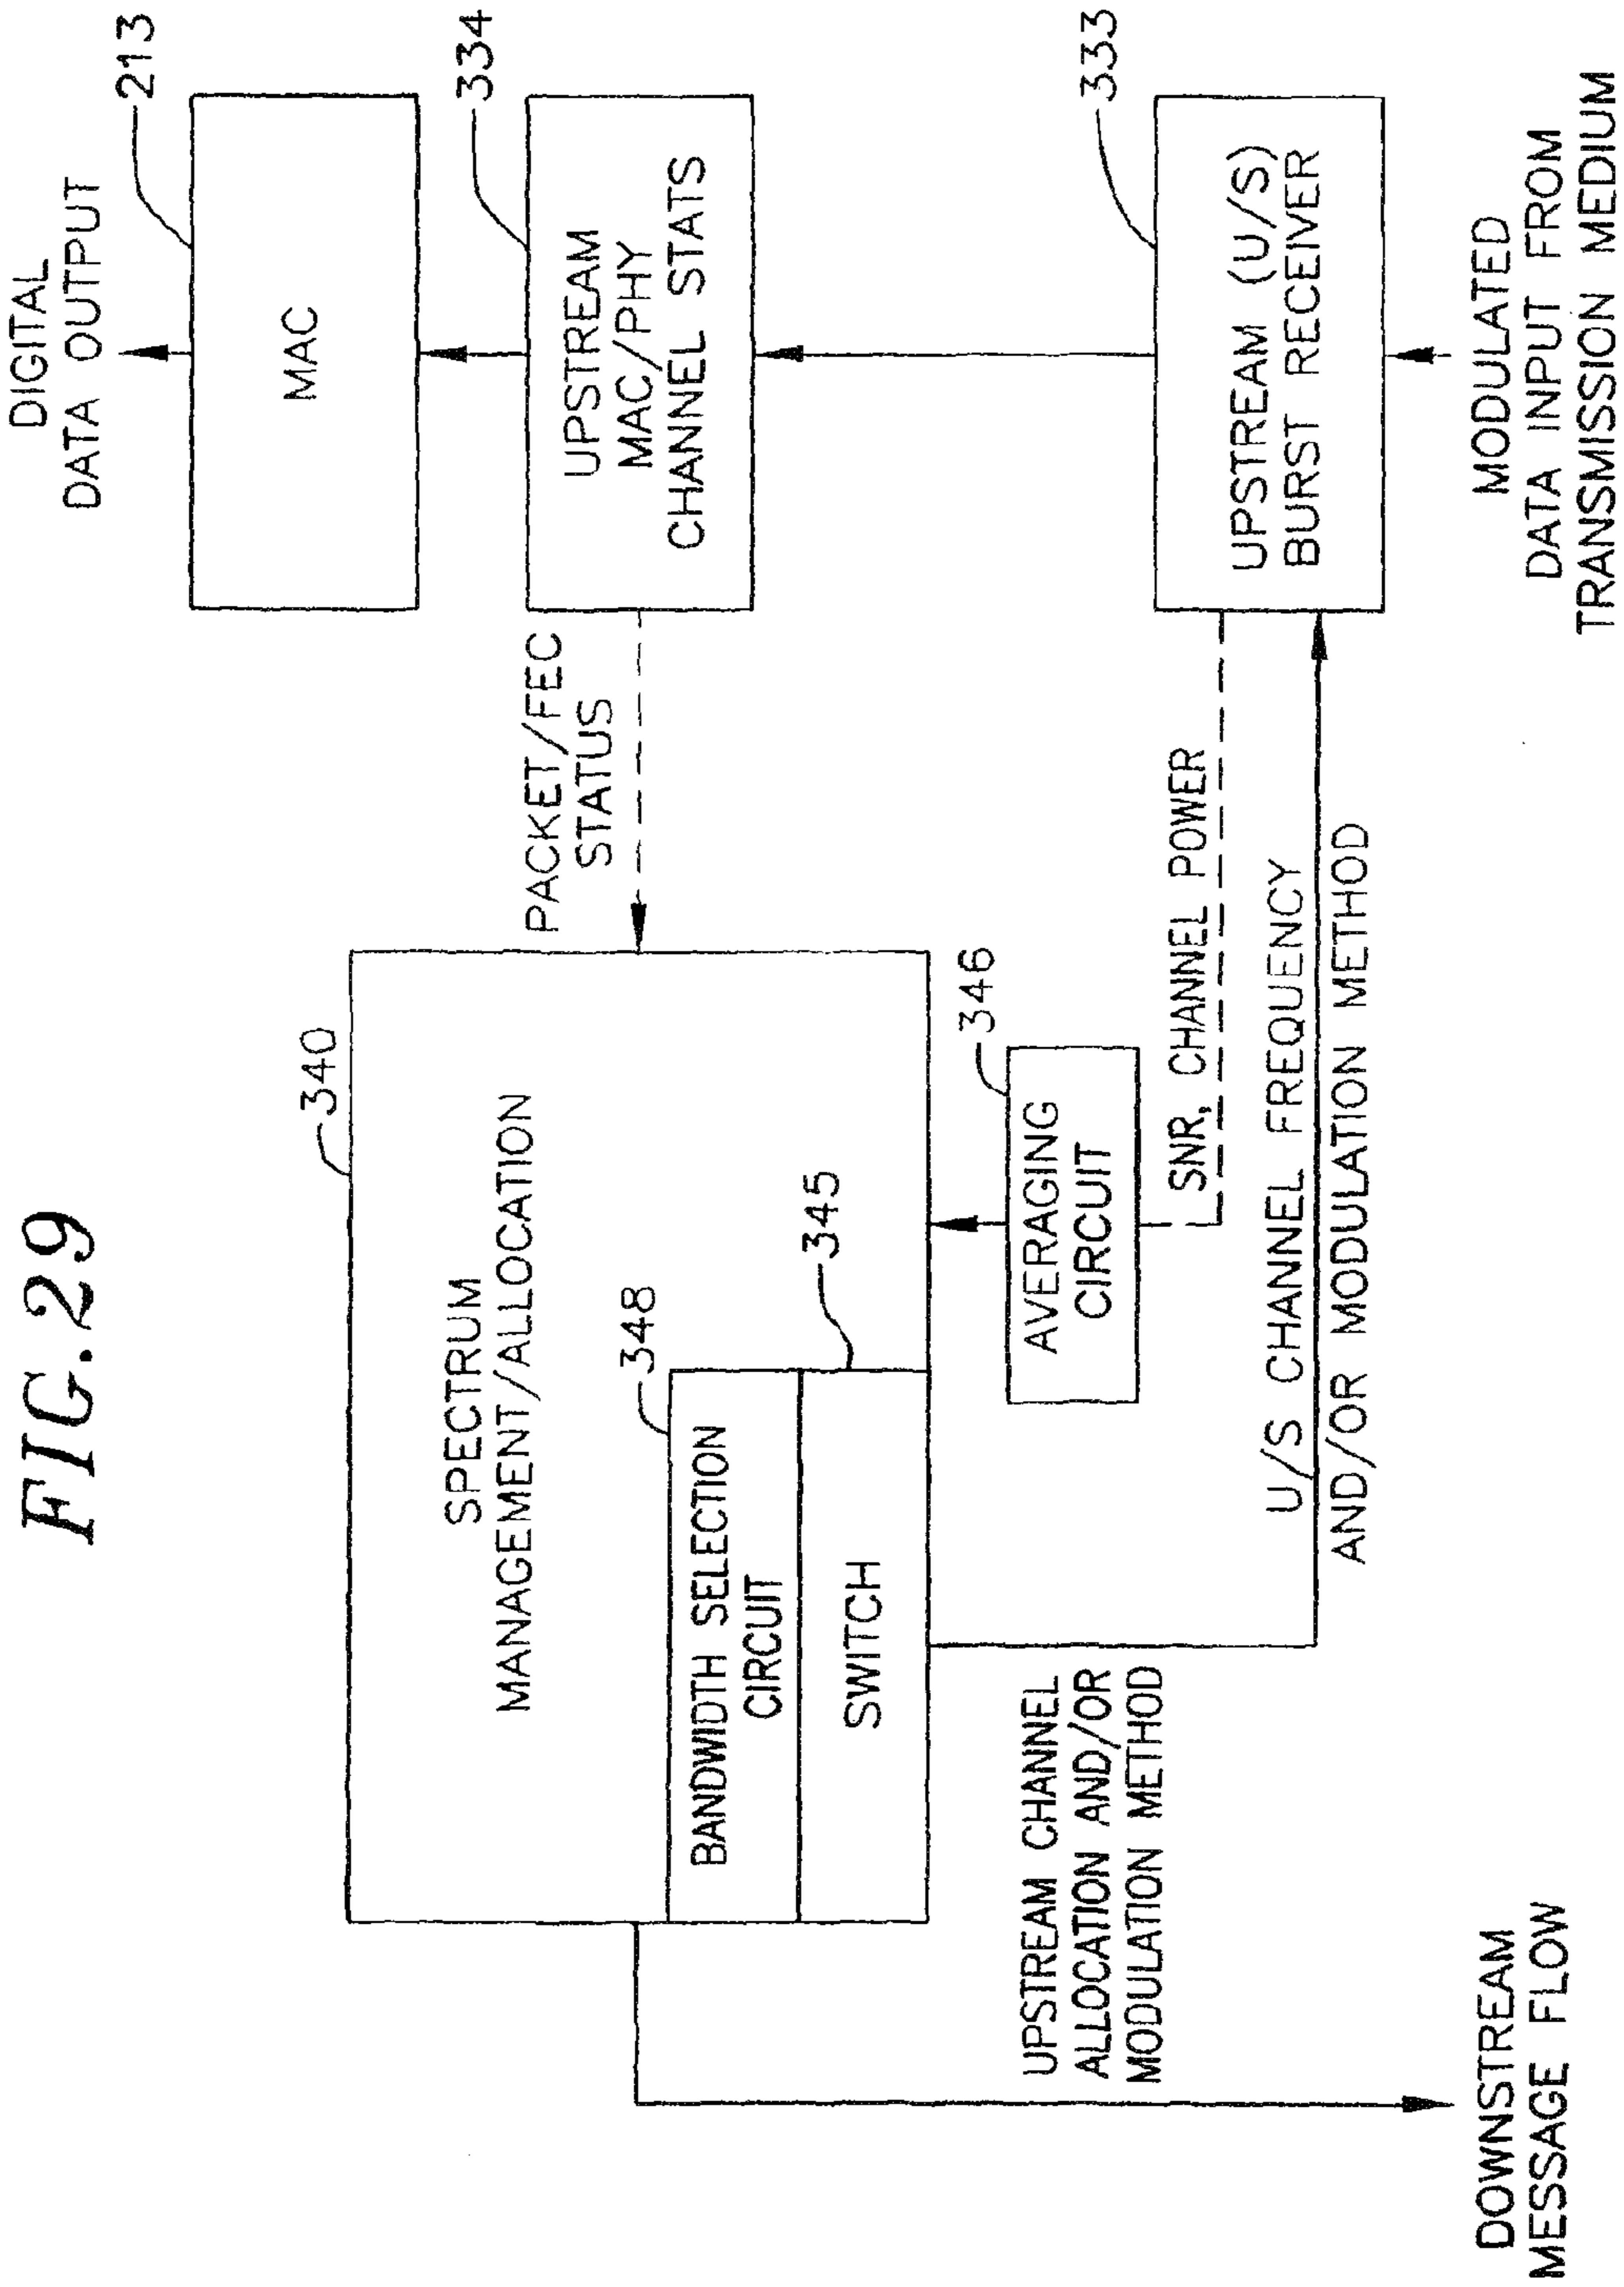 FIG. 29
DIGITAL
DATA OUTPUT
213
MAC
334
UPSTREAM
MAC/PHY
CHANNEL STATS
PACKET/FEC
STATUS
340
SPECTRUM
MANAGEMENT/ALLOCATION
348
BANDWIDTH SELECTION
CIRCUIT
345
SWITCH
346
AVERAGING
CIRCUIT
SNR, CHANNEL POWER
333
UPSTREAM (U/S)
BURST RECEIVER
U/S CHANNEL FREQUENCY
AND/OR MODULATION METHOD
UPSTREAM CHANNEL
ALLOCATION AND/OR
MODULATION METHOD
MODULATED
DATA INPUT FROM
TRANSMISSION MEDIUM
DOWNSTREAM
MESSAGE FLOW